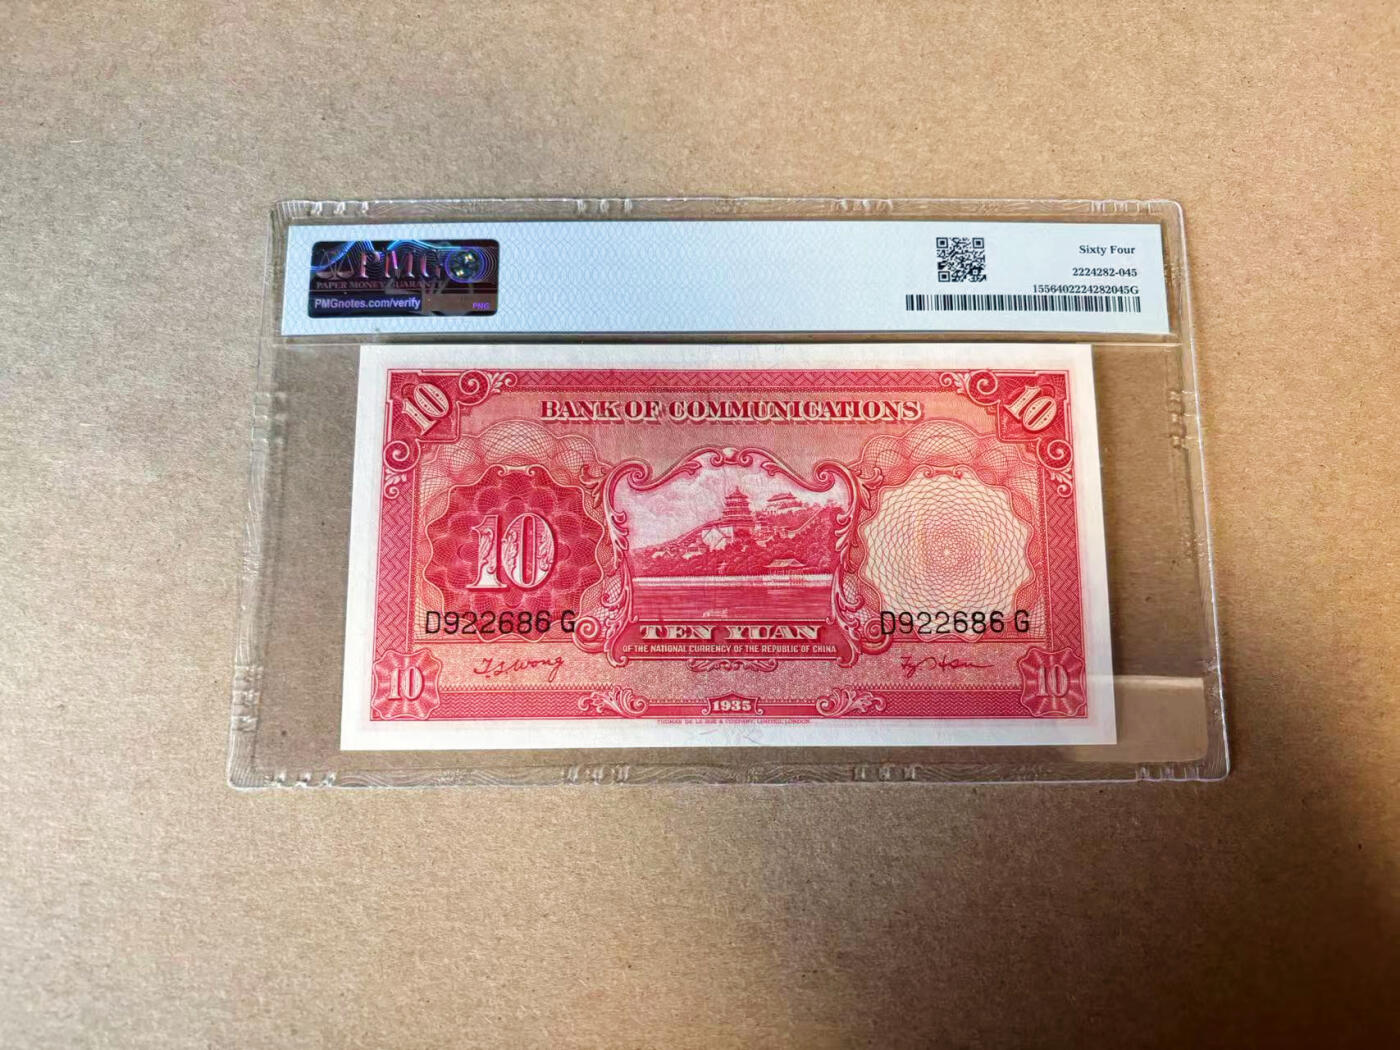 PMG
PAPER MONEY GUARANTY
PMGnotes.com/verify
PNG
Sixty Four
2224282-045
1556402224282045G
10
10
BANK OF COMMUNICATIONS
10
D922686 G
D922686 G
TEN YUAN
OF THE NATIONAL CURRENCY OF THE REPUBLIC OF CHINA
T.S.Wong
10
10
1935
THOMAS DE LA RUE & COMPANY, LIMITED, LONDON.